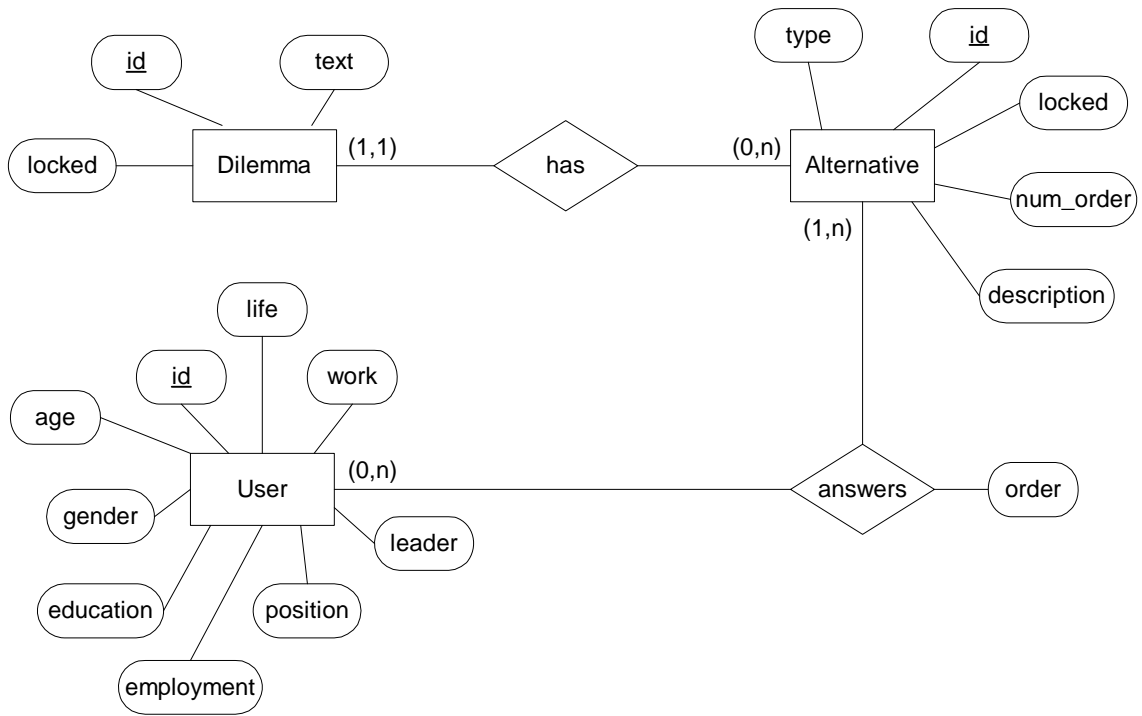 type
id
id
text
locked
(1,1)
(0,n)
locked
Dilemma
has
Alternative
num_order
(1,n)
description
life
id
work
age
(0,n)
User
answers
order
gender
leader
education
position
employment